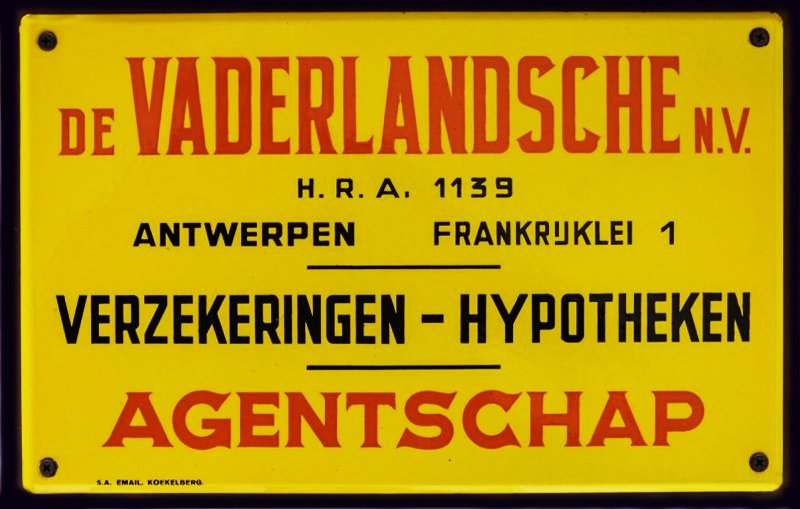 DE VADERLANDSCHE N.V.
H.R.A. 1139
ANTWERPEN FRANKRIJKLEI 1
VERZEKERINGEN - HYPOTHEKEN
AGENTSCHAP
S.A. EMAIL. KOEKELBERG.